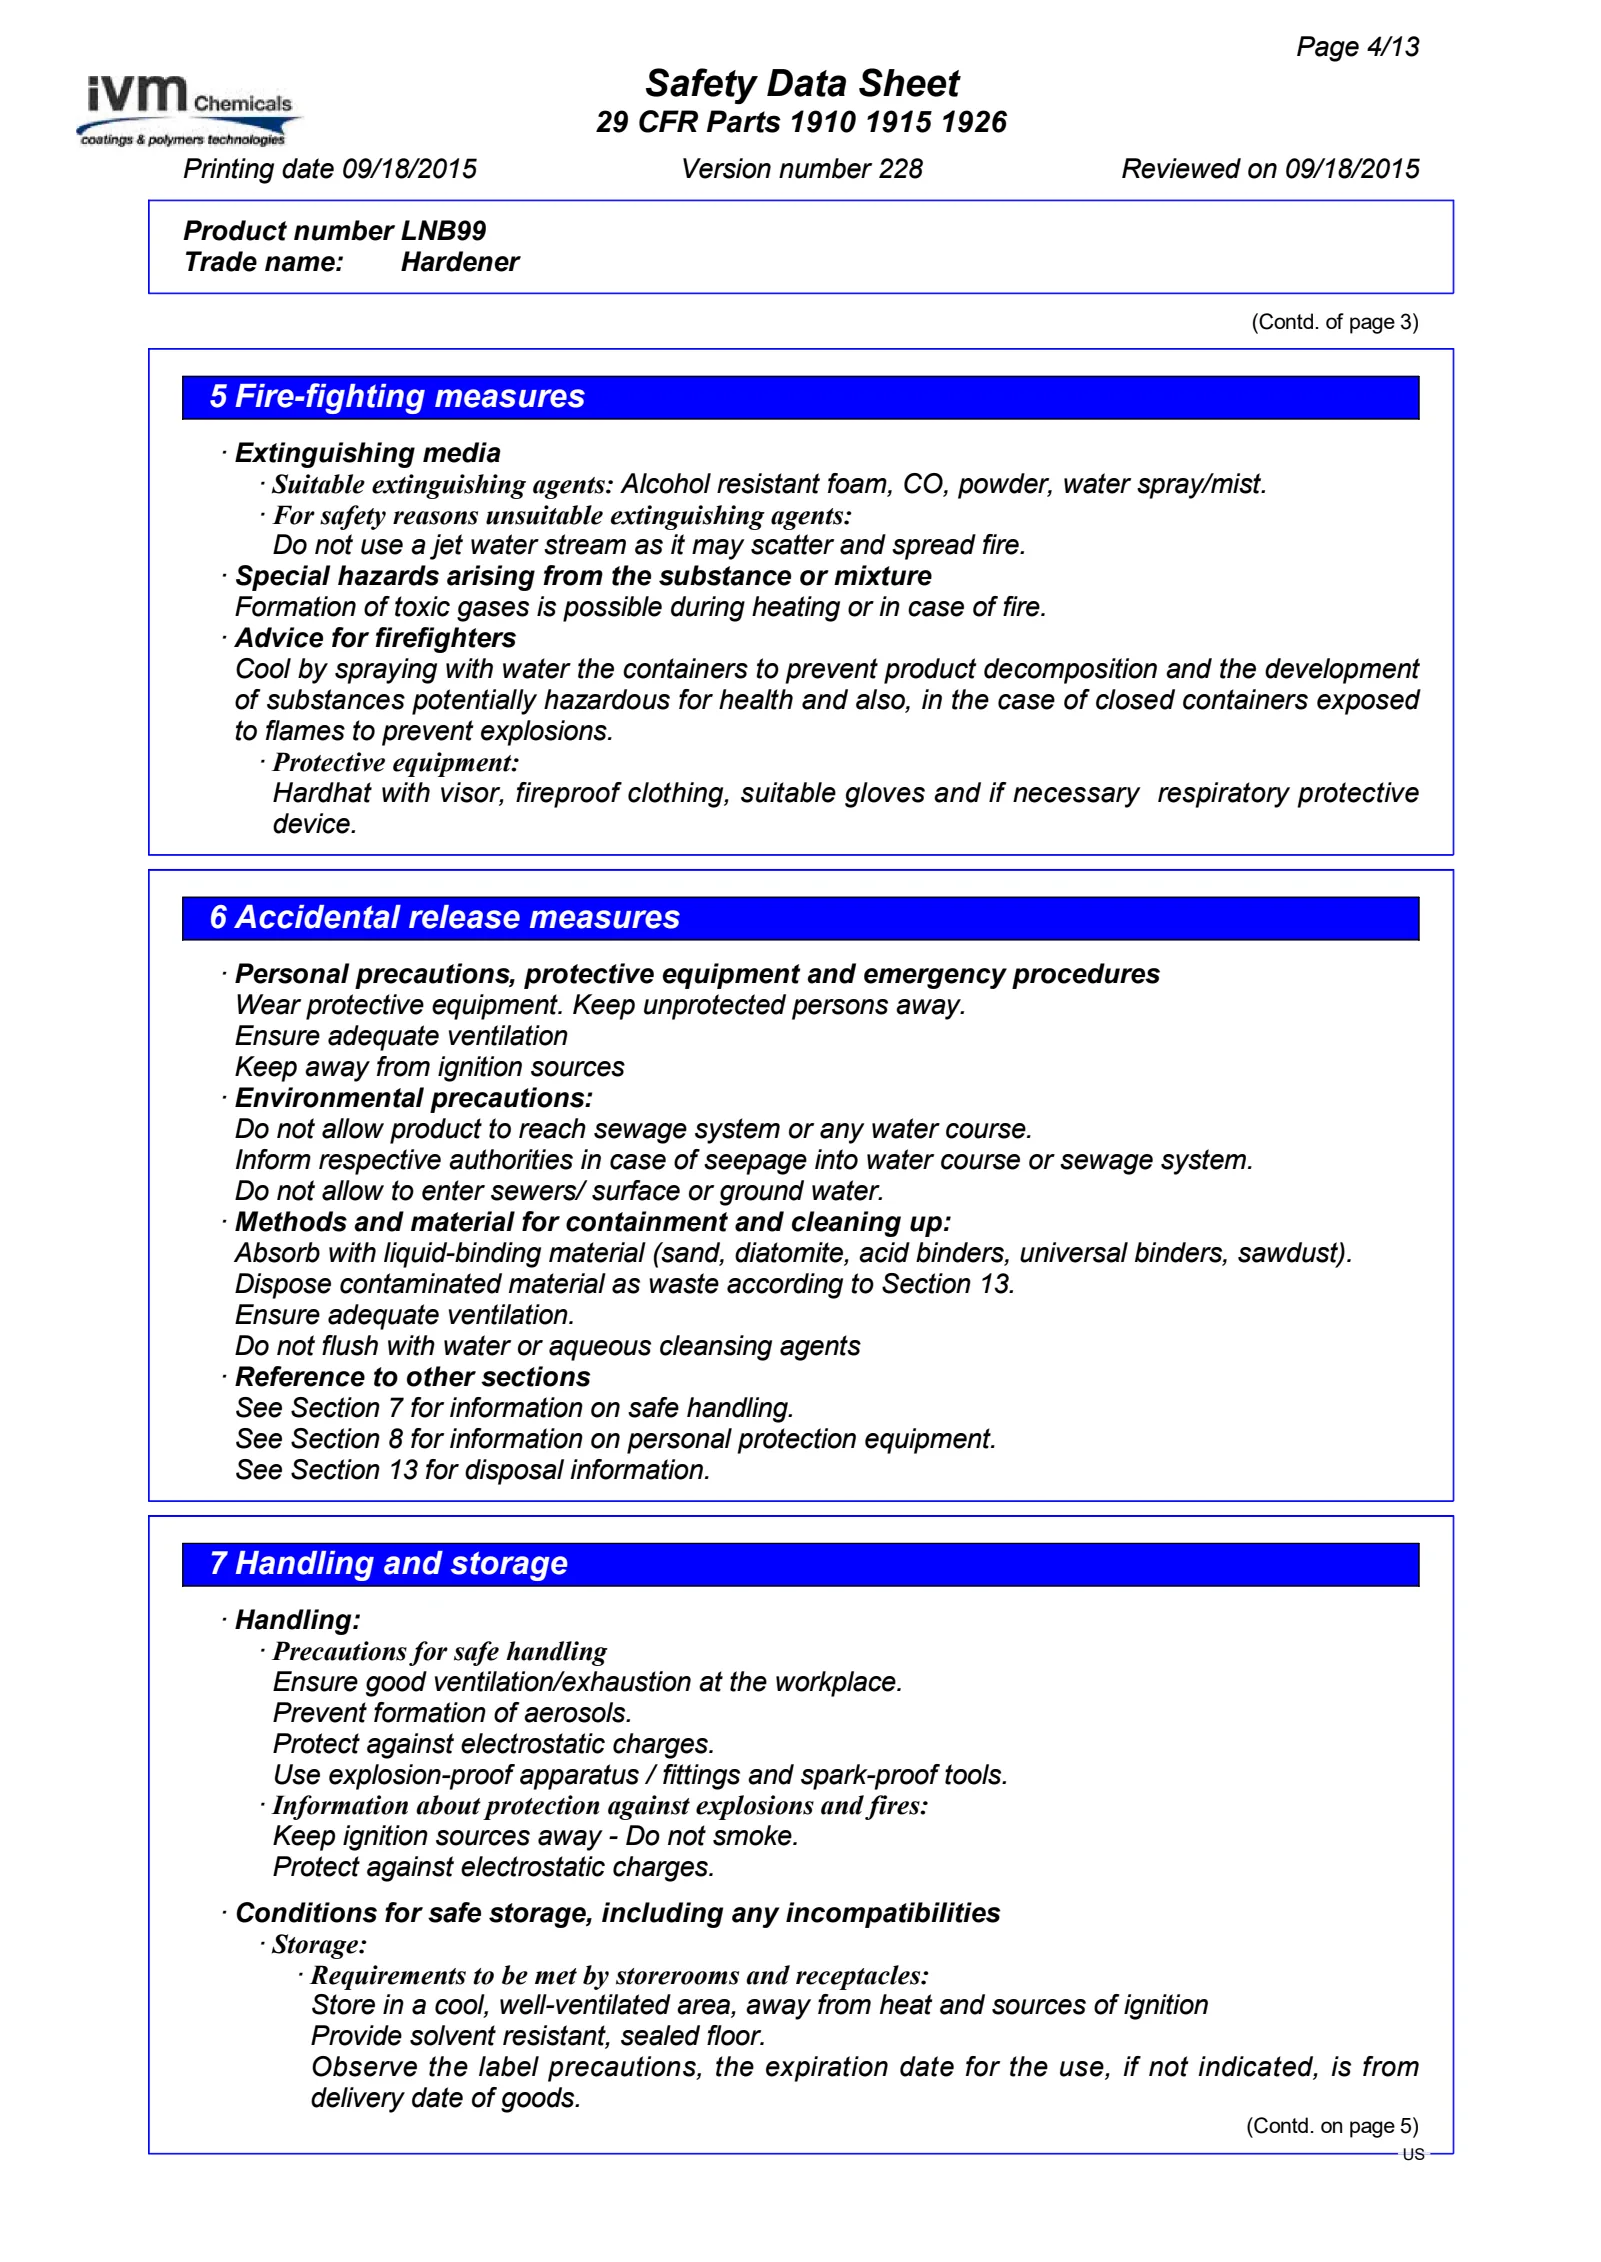 Page 4/13
ivm Chemicals
coatings & polymers technologies
Safety Data Sheet
29 CFR Parts 1910 1915 1926
Printing date 09/18/2015 Version number 228 Reviewed on 09/18/2015
Product number LNB99
Trade name: Hardener
(Contd. of page 3)
5 Fire-fighting measures
· Extinguishing media
· Suitable extinguishing agents: Alcohol resistant foam, CO, powder, water spray/mist.
· For safety reasons unsuitable extinguishing agents:
Do not use a jet water stream as it may scatter and spread fire.
· Special hazards arising from the substance or mixture
Formation of toxic gases is possible during heating or in case of fire.
· Advice for firefighters
Cool by spraying with water the containers to prevent product decomposition and the development
of substances potentially hazardous for health and also, in the case of closed containers exposed
to flames to prevent explosions.
· Protective equipment:
Hardhat with visor, fireproof clothing, suitable gloves and if necessary respiratory protective
device.
6 Accidental release measures
· Personal precautions, protective equipment and emergency procedures
Wear protective equipment. Keep unprotected persons away.
Ensure adequate ventilation
Keep away from ignition sources
· Environmental precautions:
Do not allow product to reach sewage system or any water course.
Inform respective authorities in case of seepage into water course or sewage system.
Do not allow to enter sewers/ surface or ground water.
· Methods and material for containment and cleaning up:
Absorb with liquid-binding material (sand, diatomite, acid binders, universal binders, sawdust).
Dispose contaminated material as waste according to Section 13.
Ensure adequate ventilation.
Do not flush with water or aqueous cleansing agents
· Reference to other sections
See Section 7 for information on safe handling.
See Section 8 for information on personal protection equipment.
See Section 13 for disposal information.
7 Handling and storage
· Handling:
· Precautions for safe handling
Ensure good ventilation/exhaustion at the workplace.
Prevent formation of aerosols.
Protect against electrostatic charges.
Use explosion-proof apparatus / fittings and spark-proof tools.
· Information about protection against explosions and fires:
Keep ignition sources away - Do not smoke.
Protect against electrostatic charges.
· Conditions for safe storage, including any incompatibilities
· Storage:
· Requirements to be met by storerooms and receptacles:
Store in a cool, well-ventilated area, away from heat and sources of ignition
Provide solvent resistant, sealed floor.
Observe the label precautions, the expiration date for the use, if not indicated, is from
delivery date of goods.
(Contd. on page 5)
US